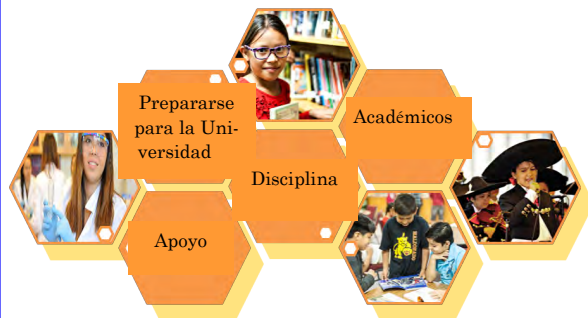 Prepararse
para la Uni-
versidad
Académicos
Disciplina
Apoyo